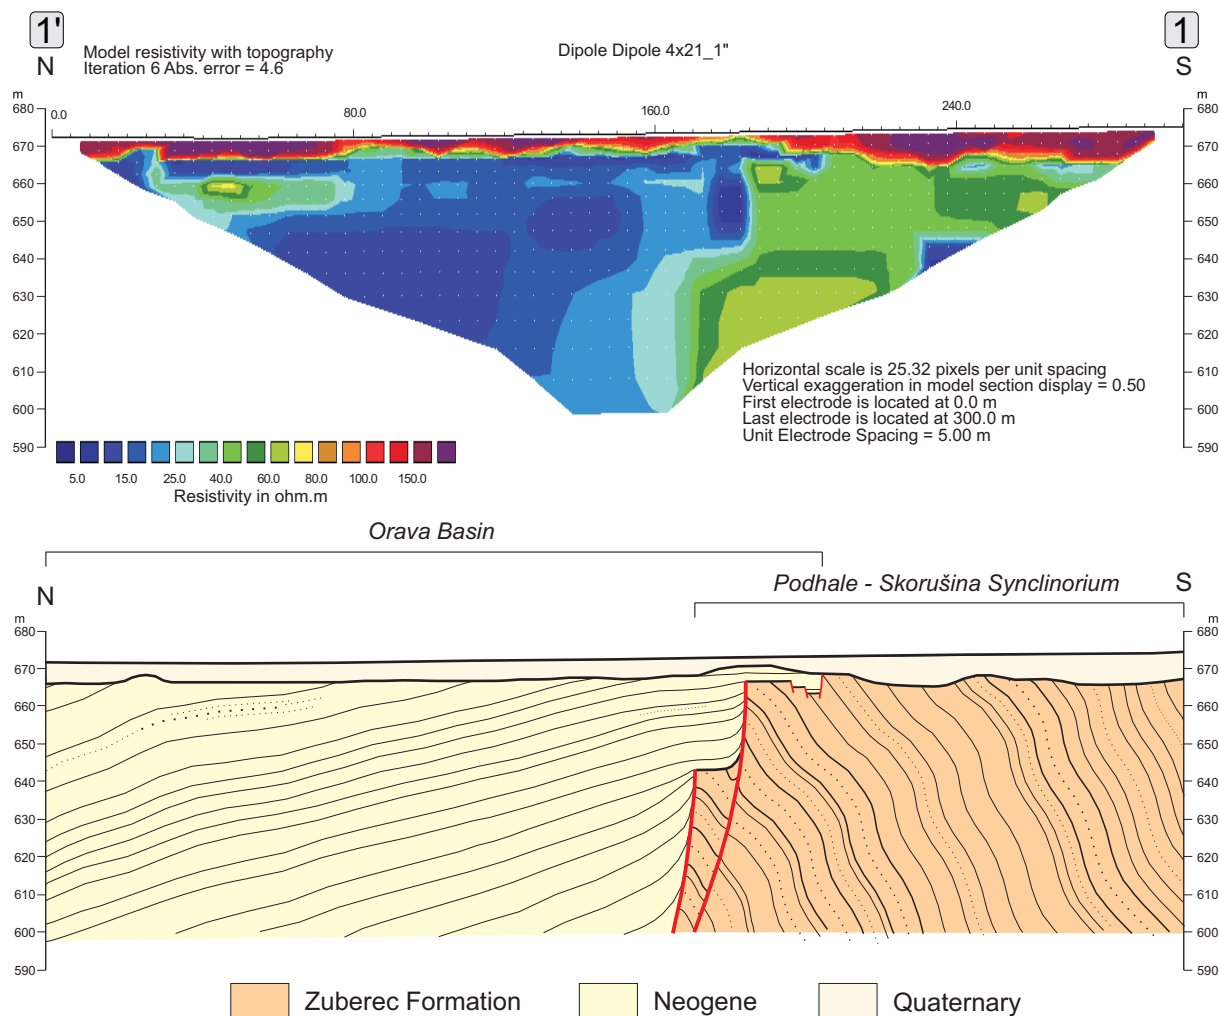 1'
1
N
S
Model resistivity with topography
Iteration 6 Abs. error = 4.6
Dipole Dipole 4x21_1"
m
m
0.0
80.0
160.0
240.0
680
670
660
650
640
630
620
610
600
590
680
670
660
650
640
630
620
610
600
590
Horizontal scale is 25.32 pixels per unit spacing
Vertical exaggeration in model section display = 0.50
First electrode is located at 0.0 m
Last electrode is located at 300.0 m
Unit Electrode Spacing = 5.00 m
5.0 15.0 25.0 40.0 60.0 80.0 100.0 150.0
Resistivity in ohm.m
Orava Basin
Podhale - Skorušina Synclinorium
N
S
m
m
680
670
660
650
640
630
620
610
600
590
680
670
660
650
640
630
620
610
600
590
Zuberec Formation
Neogene
Quaternary